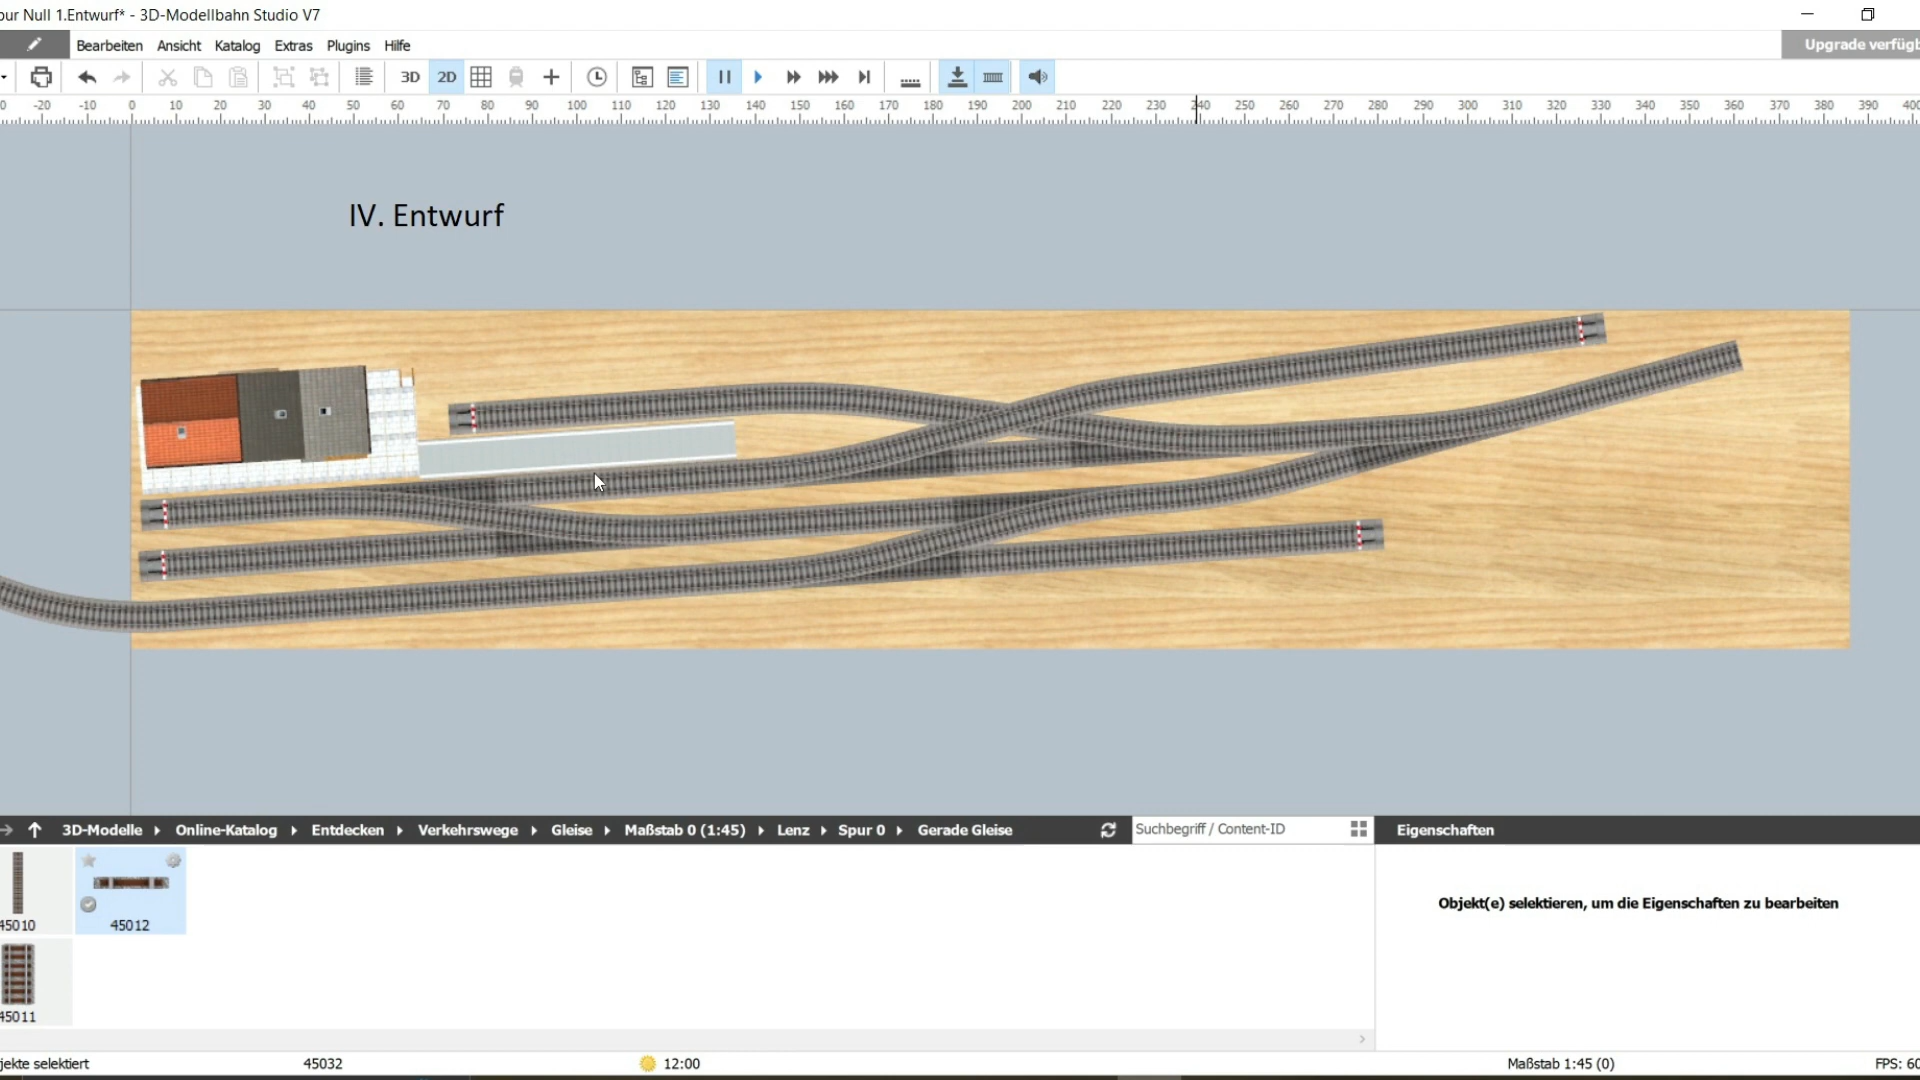 our Null 1.Entwurf* - 3D-Modellbahn Studio V7
Bearbeiten Ansicht Katalog Extras Plugins Hilfe
Upgrade verfügb
3D 2D
0 -20 -10 0 10 20 30 40 50 60 70 80 90 100 110 120 130 140 150 160 170 180 190 200 210 220 230 240 250 260 270 280 290 300 310 320 330 340 350 360 370 380 390 400
IV. Entwurf
3D-Modelle Online-Katalog Entdecken Verkehrswege Gleise Maßstab 0 (1:45) Lenz Spur 0 Gerade Gleise
Suchbegriff / Content-ID
Eigenschaften
45010
45012
45011
Objekt(e) selektieren, um die Eigenschaften zu bearbeiten
jekte selektiert
45032
12:00
Maßstab 1:45 (0)
FPS: 60